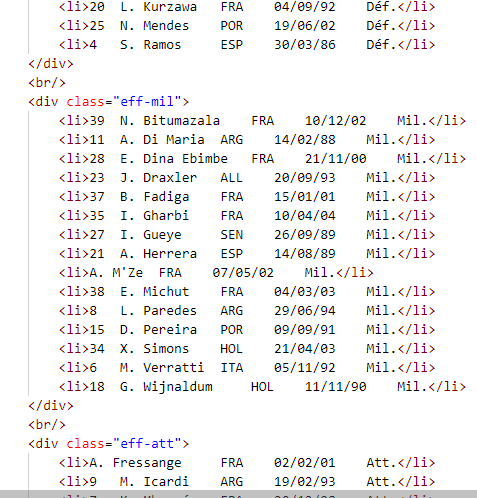 <li>20  L. Kurzawa   FRA    04/09/92    Déf.</li>
<li>25  N. Mendes    POR    19/06/02    Déf.</li>
<li>4   S. Ramos     ESP    30/03/86    Déf.</li>
</div>
<br/>
<div class="eff-mil">
<li>39  N. Bitumazala    FRA    10/12/02    Mil.</li>
<li>11  A. Di Maria  ARG    14/02/88    Mil.</li>
<li>28  E. Dina Ebimbe   FRA    21/11/00    Mil.</li>
<li>23  J. Draxler   ALL    20/09/93    Mil.</li>
<li>37  B. Fadiga    FRA    15/01/01    Mil.</li>
<li>35  I. Gharbi    FRA    10/04/04    Mil.</li>
<li>27  I. Gueye     SEN    26/09/89    Mil.</li>
<li>21  A. Herrera   ESP    14/08/89    Mil.</li>
<li>A. M'Ze  FRA    07/05/02    Mil.</li>
<li>38  E. Michut    FRA    04/03/03    Mil.</li>
<li>8   L. Paredes   ARG    29/06/94    Mil.</li>
<li>15  D. Pereira   POR    09/09/91    Mil.</li>
<li>34  X. Simons    HOL    21/04/03    Mil.</li>
<li>6   M. Verratti  ITA    05/11/92    Mil.</li>
<li>18  G. Wijnaldum     HOL    11/11/90    Mil.</li>
</div>
<br/>
<div class="eff-att">
<li>A. Fressange     FRA    02/02/01    Att.</li>
<li>9   M. Icardi    ARG    19/02/93    Att.</li>